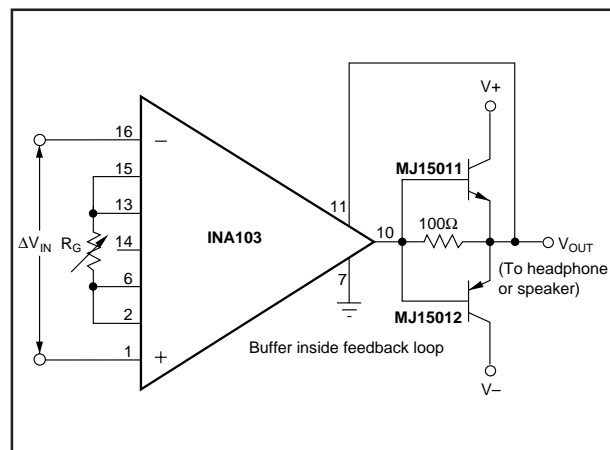 V+
16
–
MJ15011
15
11
13
10
100Ω
ΔV_IN
R_G
14
INA103
V_OUT
(To headphone
or speaker)
6
7
2
MJ15012
1
+
Buffer inside feedback loop
V–